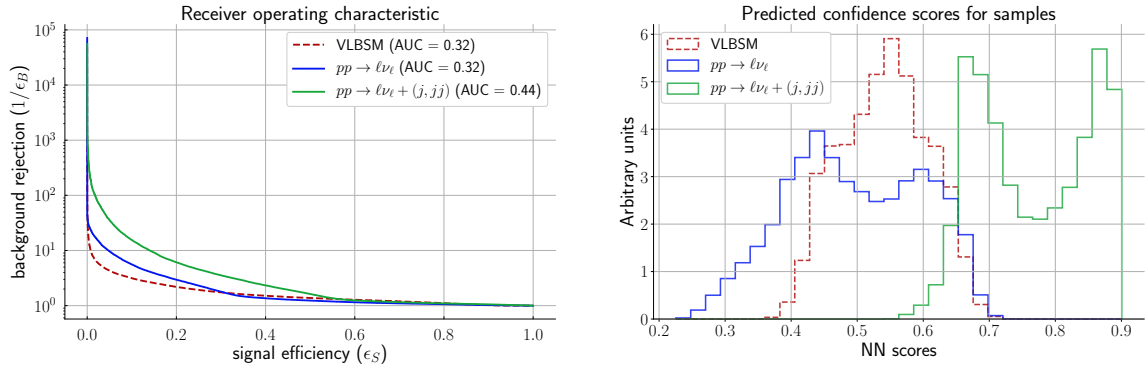 Receiver operating characteristic
VLBSM (AUC = 0.32)
pp → ℓν_ℓ (AUC = 0.32)
pp → ℓν_ℓ + (j, jj) (AUC = 0.44)
background rejection (1/ϵ_B)
10^5
10^4
10^3
10^2
10^1
10^0
0.0 0.2 0.4 0.6 0.8 1.0
signal efficiency (ϵ_S)
Predicted confidence scores for samples
VLBSM
pp → ℓν_ℓ
pp → ℓν_ℓ + (j, jj)
Arbitrary units
6
5
4
3
2
1
0
0.2 0.3 0.4 0.5 0.6 0.7 0.8 0.9
NN scores